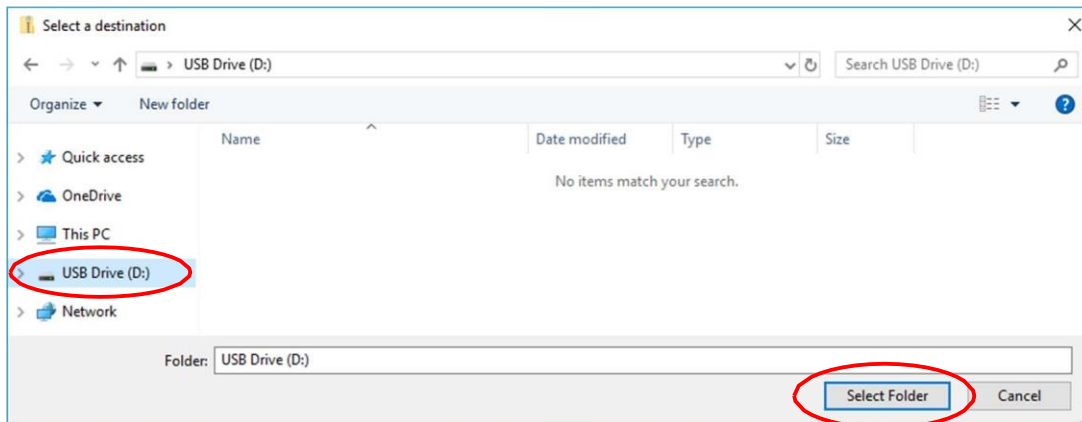 Select a destination
USB Drive (D:)
Search USB Drive (D:)
Organize
New folder
Name
Date modified
Type
Size
No items match your search.
Quick access
OneDrive
This PC
USB Drive (D:)
Network
Folder: USB Drive (D:)
Select Folder
Cancel